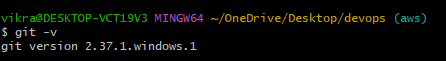 vikra@DESKTOP-VCT19V3 MINGW64 ~/OneDrive/Desktop/devops (aws)
$ git -v
git version 2.37.1.windows.1